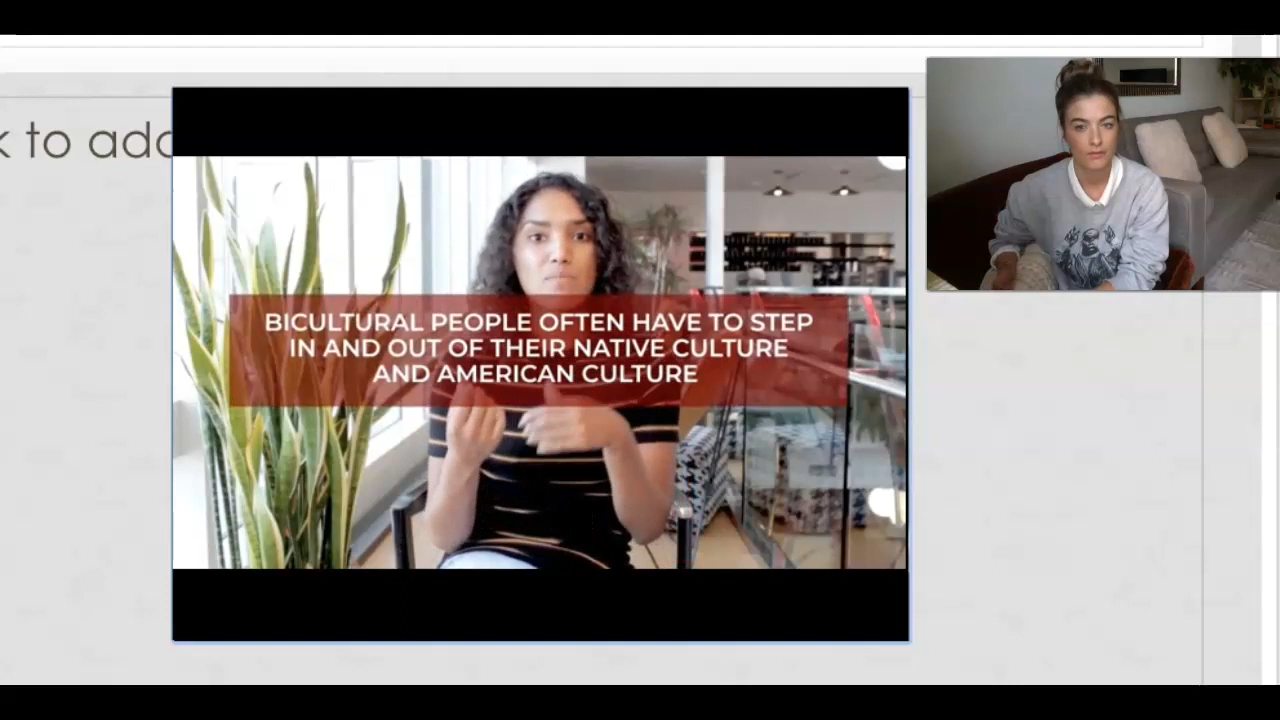 k to add
BICULTURAL PEOPLE OFTEN HAVE TO STEP
IN AND OUT OF THEIR NATIVE CULTURE
AND AMERICAN CULTURE